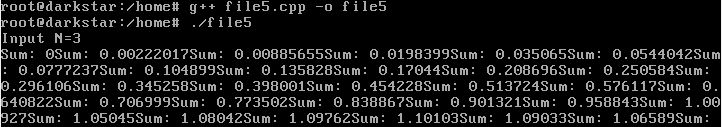 root@darkstar:/home# g++ file5.cpp -o file5
root@darkstar:/home# ./file5
Input N=3
Sum: 0Sum: 0.00222017Sum: 0.00885655Sum: 0.0198399Sum: 0.035065Sum: 0.0544042Sum
: 0.0777237Sum: 0.104899Sum: 0.135828Sum: 0.17044Sum: 0.208696Sum: 0.250584Sum:
0.296106Sum: 0.345258Sum: 0.398001Sum: 0.454228Sum: 0.513724Sum: 0.576117Sum: 0.
640822Sum: 0.706999Sum: 0.773502Sum: 0.838867Sum: 0.901321Sum: 0.958843Sum: 1.00
927Sum: 1.05045Sum: 1.08042Sum: 1.09762Sum: 1.10103Sum: 1.09033Sum: 1.06589Sum: